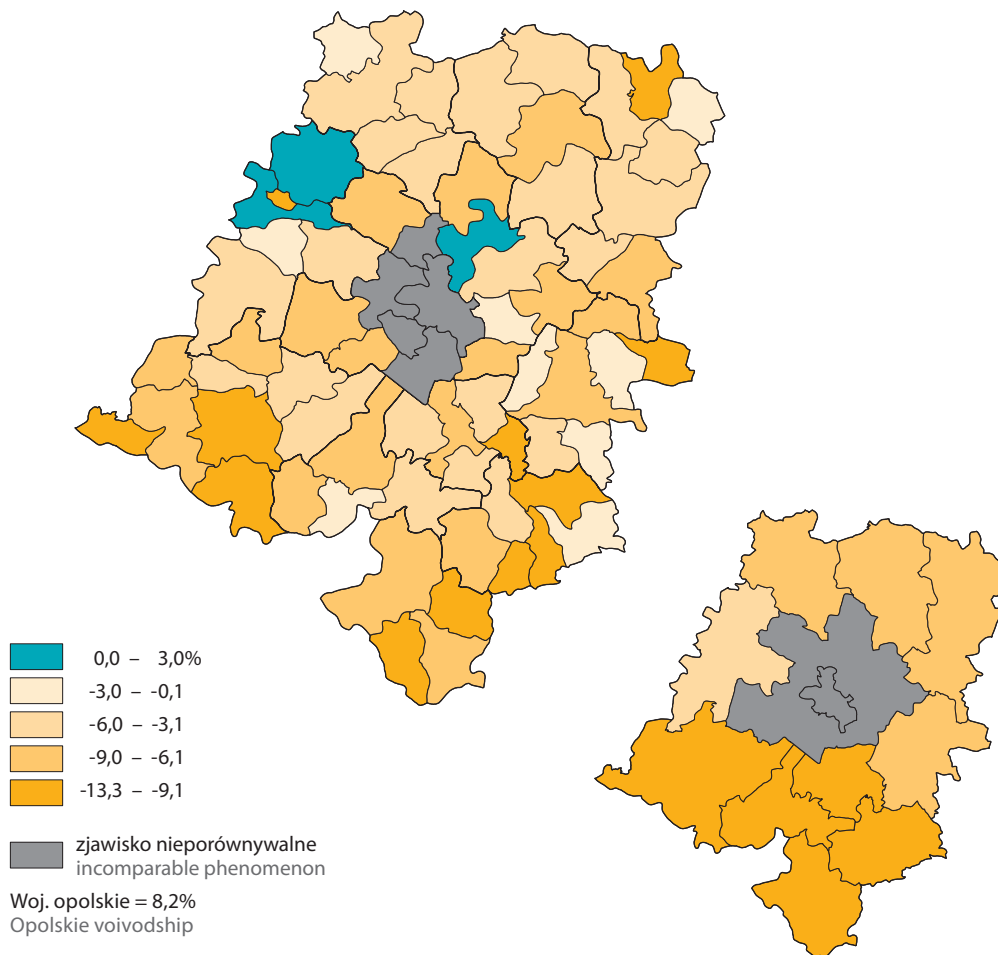 0,0 – 3,0%
-3,0 – -0,1
-6,0 – -3,1
-9,0 – -6,1
-13,3 – -9,1
zjawisko nieporównywalne
incomparable phenomenon
Woj. opolskie = 8,2%
Opolskie voivodship